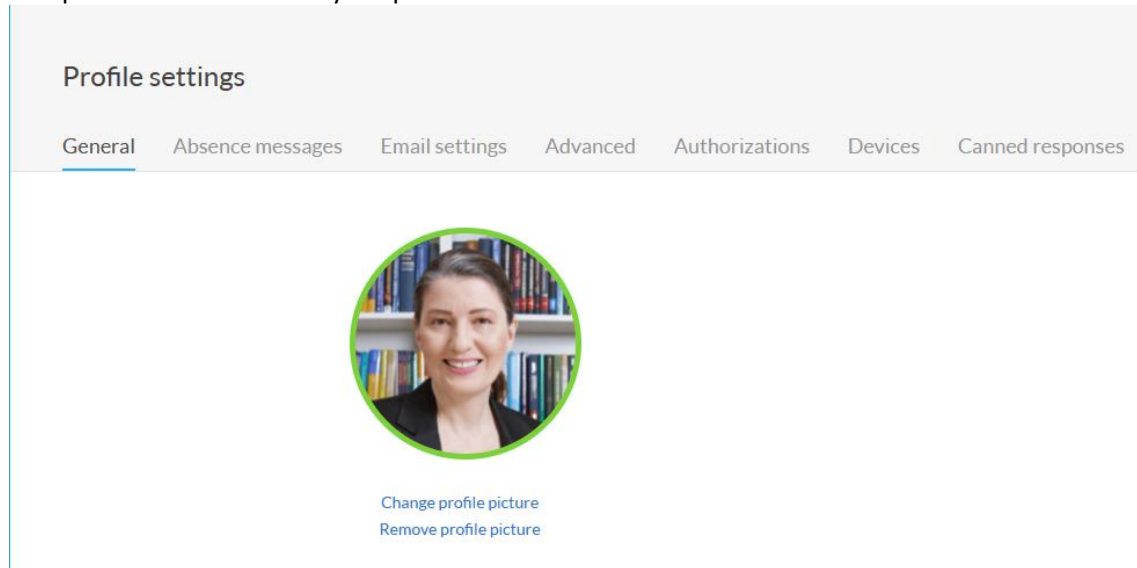 Profile settings
General Absence messages Email settings Advanced Authorizations Devices Canned responses
Change profile picture
Remove profile picture